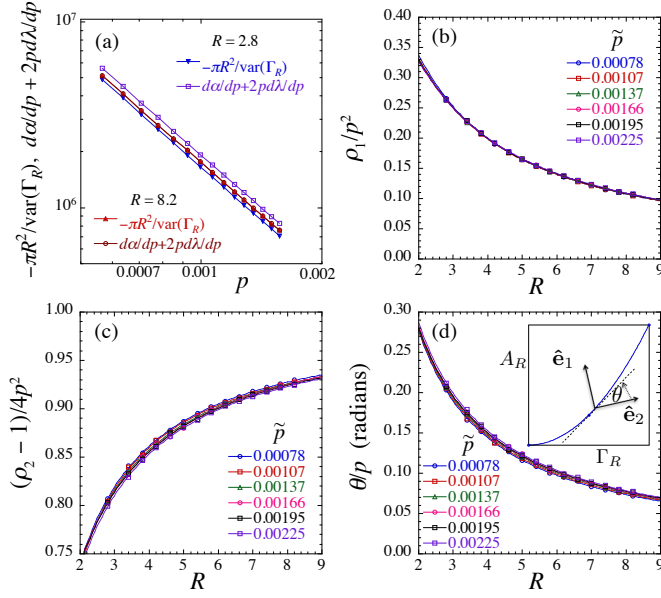 (a)
R = 2.8
−πR²/var(Γ_R)
dα/dp+2pdλ/dp
R = 8.2
−πR²/var(Γ_R)
dα/dp+2pdλ/dp
−πR²/var(Γ_R), dα/dp + 2pdλ/dp
10⁷
10⁶
0.0007
0.001
0.002
p
(b)
p̃
0.00078
0.00107
0.00137
0.00166
0.00195
0.00225
ρ₁/p²
0.40
0.35
0.30
0.25
0.20
0.15
0.10
0.05
0.00
2 3 4 5 6 7 8 9
R
(c)
p̃
0.00078
0.00107
0.00137
0.00166
0.00195
0.00225
(ρ₂ − 1)/4p²
1.00
0.95
0.90
0.85
0.80
0.75
2 3 4 5 6 7 8 9
R
(d)
A_R
ê₁
θ
ê₂
Γ_R
p̃
0.00078
0.00107
0.00137
0.00166
0.00195
0.00225
θ/p (radians)
0.30
0.25
0.20
0.15
0.10
0.05
0.00
2 3 4 5 6 7 8 9
R